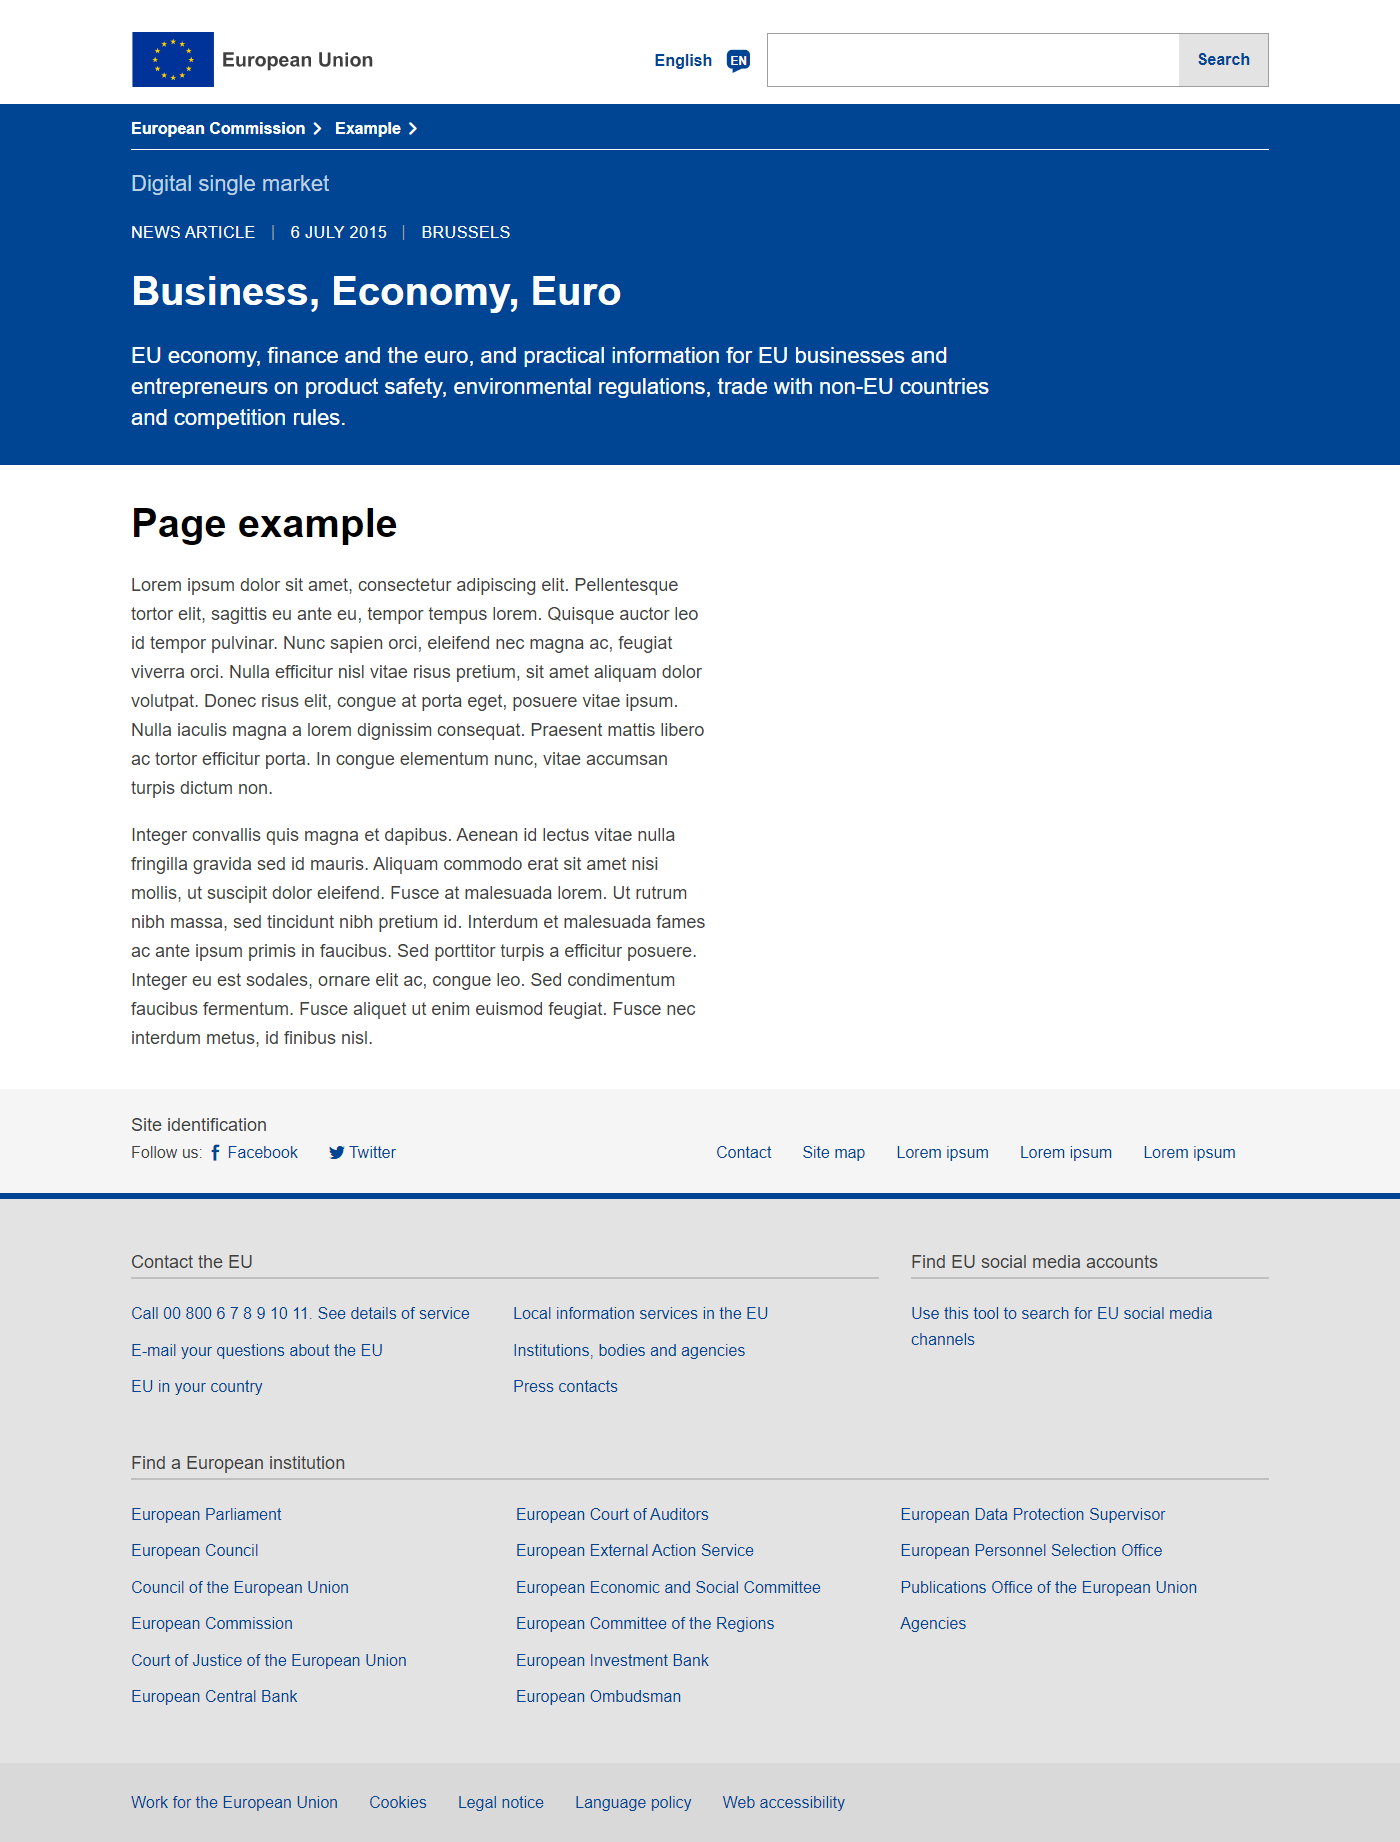 European Union
English EN Search
European Commission Example
Digital single market
NEWS ARTICLE | 6 JULY 2015 | BRUSSELS
Business, Economy, Euro
EU economy, finance and the euro, and practical information for EU businesses and
entrepreneurs on product safety, environmental regulations, trade with non-EU countries
and competition rules.
Page example
Lorem ipsum dolor sit amet, consectetur adipiscing elit. Pellentesque
tortor elit, sagittis eu ante eu, tempor tempus lorem. Quisque auctor leo
id tempor pulvinar. Nunc sapien orci, eleifend nec magna ac, feugiat
viverra orci. Nulla efficitur nisl vitae risus pretium, sit amet aliquam dolor
volutpat. Donec risus elit, congue at porta eget, posuere vitae ipsum.
Nulla iaculis magna a lorem dignissim consequat. Praesent mattis libero
ac tortor efficitur porta. In congue elementum nunc, vitae accumsan
turpis dictum non.
Integer convallis quis magna et dapibus. Aenean id lectus vitae nulla
fringilla gravida sed id mauris. Aliquam commodo erat sit amet nisi
mollis, ut suscipit dolor eleifend. Fusce at malesuada lorem. Ut rutrum
nibh massa, sed tincidunt nibh pretium id. Interdum et malesuada fames
ac ante ipsum primis in faucibus. Sed porttitor turpis a efficitur posuere.
Integer eu est sodales, ornare elit ac, congue leo. Sed condimentum
faucibus fermentum. Fusce aliquet ut enim euismod feugiat. Fusce nec
interdum metus, id finibus nisl.
Site identification
Follow us: Facebook Twitter
Contact Site map Lorem ipsum Lorem ipsum Lorem ipsum
Contact the EU
Call 00 800 6 7 8 9 10 11. See details of service
E-mail your questions about the EU
EU in your country
Local information services in the EU
Institutions, bodies and agencies
Press contacts
Find EU social media accounts
Use this tool to search for EU social media
channels
Find a European institution
European Parliament
European Council
Council of the European Union
European Commission
Court of Justice of the European Union
European Central Bank
European Court of Auditors
European External Action Service
European Economic and Social Committee
European Committee of the Regions
European Investment Bank
European Ombudsman
European Data Protection Supervisor
European Personnel Selection Office
Publications Office of the European Union
Agencies
Work for the European Union Cookies Legal notice Language policy Web accessibility